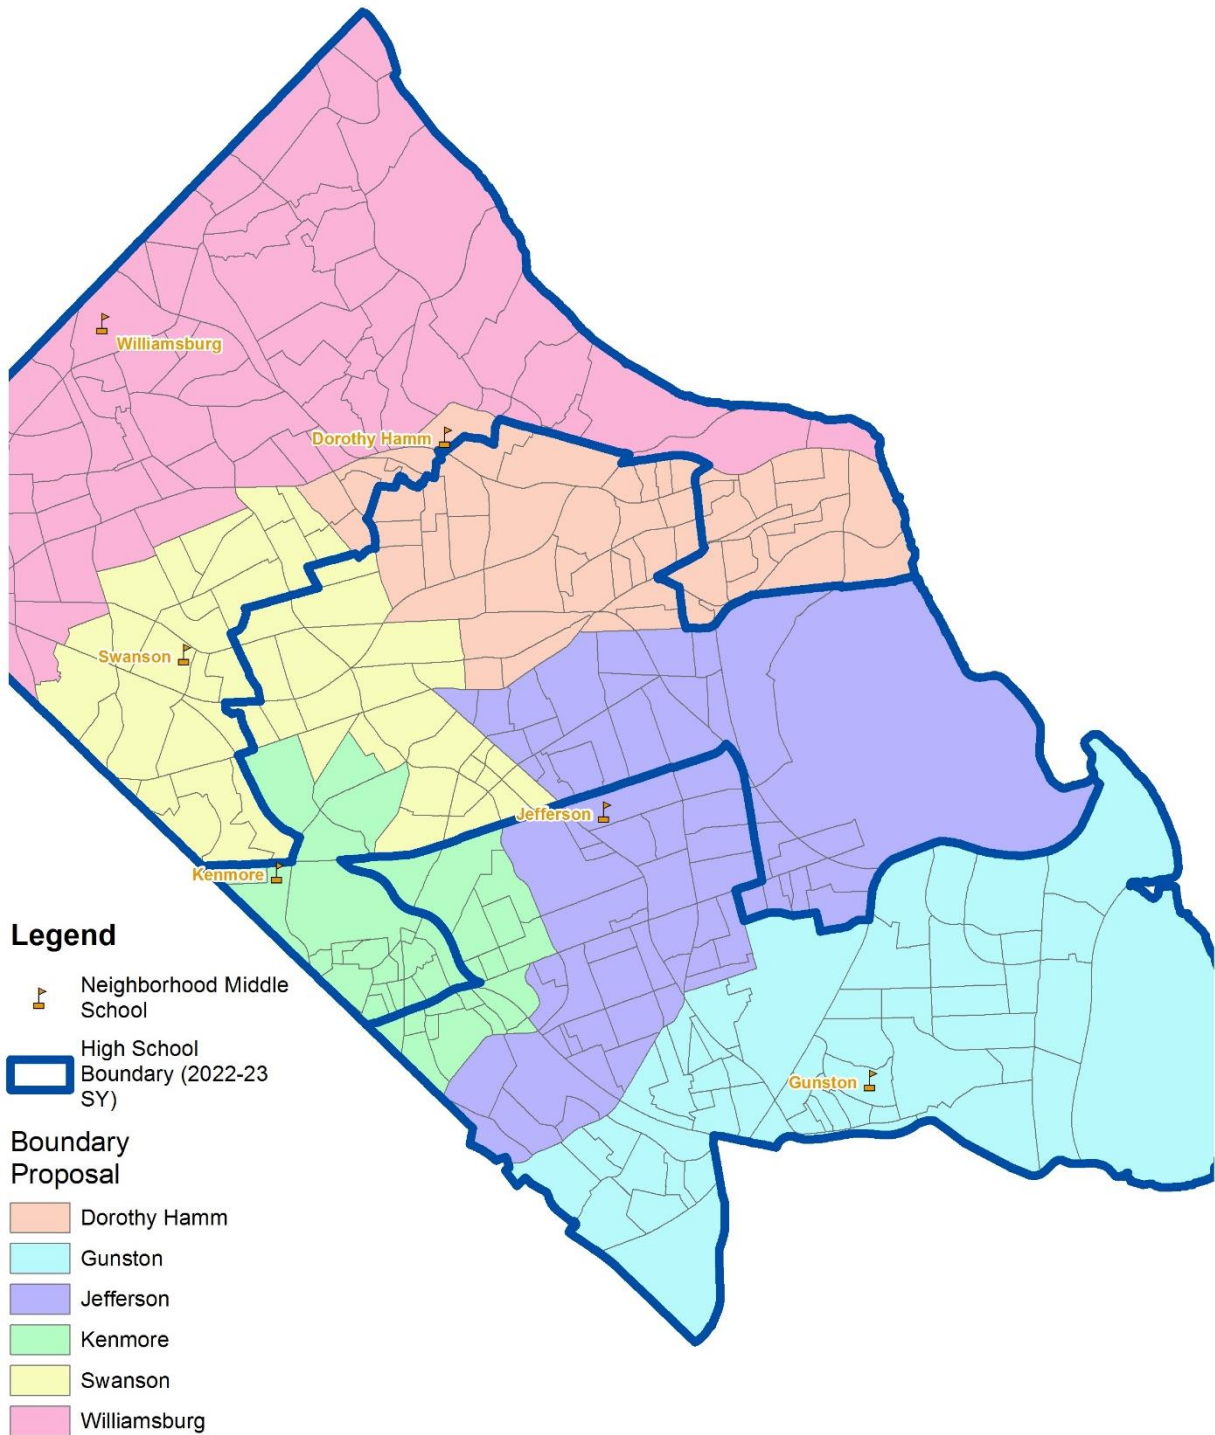 Williamsburg
Dorothy Hamm
Swanson
Jefferson
Kenmore
Gunston
Legend
Neighborhood Middle
School
High School
Boundary (2022-23
SY)
Boundary
Proposal
Dorothy Hamm
Gunston
Jefferson
Kenmore
Swanson
Williamsburg